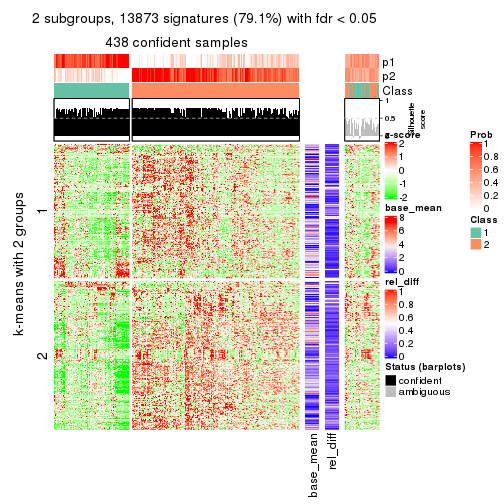 2 subgroups, 13873 signatures (79.1%) with fdr < 0.05
438 confident samples
p1
p2
Class
1
0.5
0
Silhouette
score
k-means with 2 groups
1
2
base_mean
rel_diff
z-score
2
1
0
-1
-2
base_mean
8
6
4
2
0
rel_diff
1
0.8
0.6
0.4
0.2
0
Status (barplots)
confident
ambiguous
Prob
1
0.8
0.6
0.4
0.2
0
Class
1
2